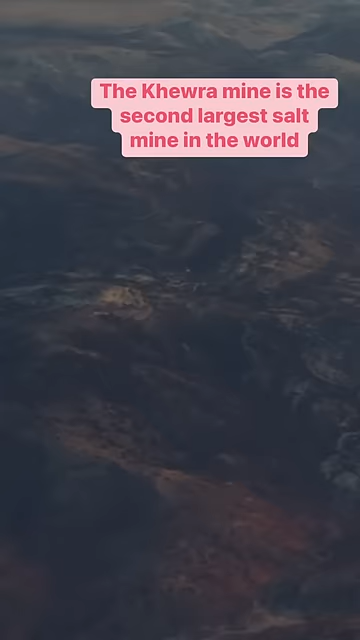 The Khewra mine is the
second largest salt
mine in the world